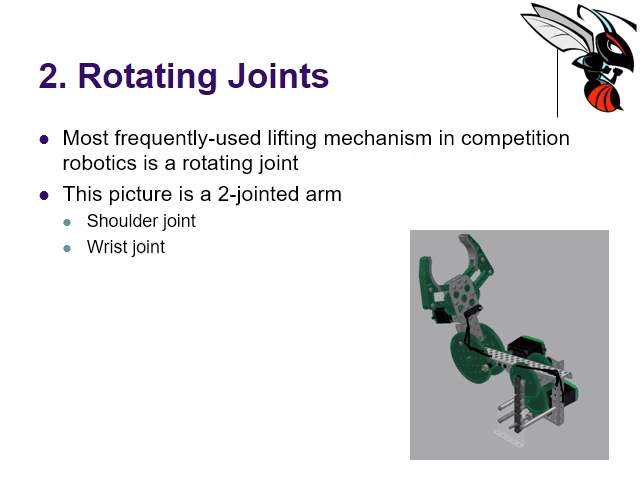 2. Rotating Joints
Most frequently-used lifting mechanism in competition
robotics is a rotating joint
This picture is a 2-jointed arm
Shoulder joint
Wrist joint